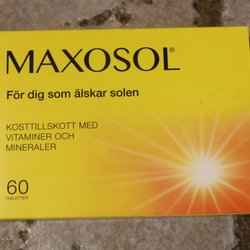 MAXOSOL®
För dig som älskar solen
KOSTTILLSKOTT MED
VITAMINER OCH
MINERALER
60
TABLETTER